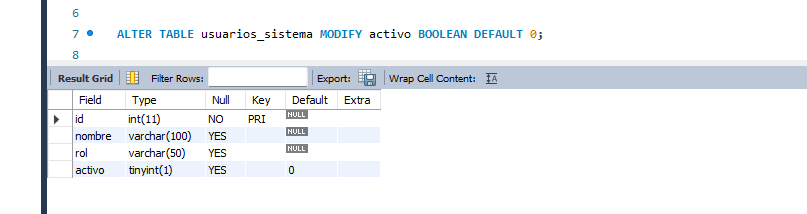 6
7 ALTER TABLE usuarios_sistema MODIFY activo BOOLEAN DEFAULT 0;
8
Result Grid Filter Rows: Export: Wrap Cell Content: IA
Field Type Null Key Default Extra
id int(11) NO PRI NULL
nombre varchar(100) YES NULL
rol varchar(50) YES NULL
activo tinyint(1) YES 0